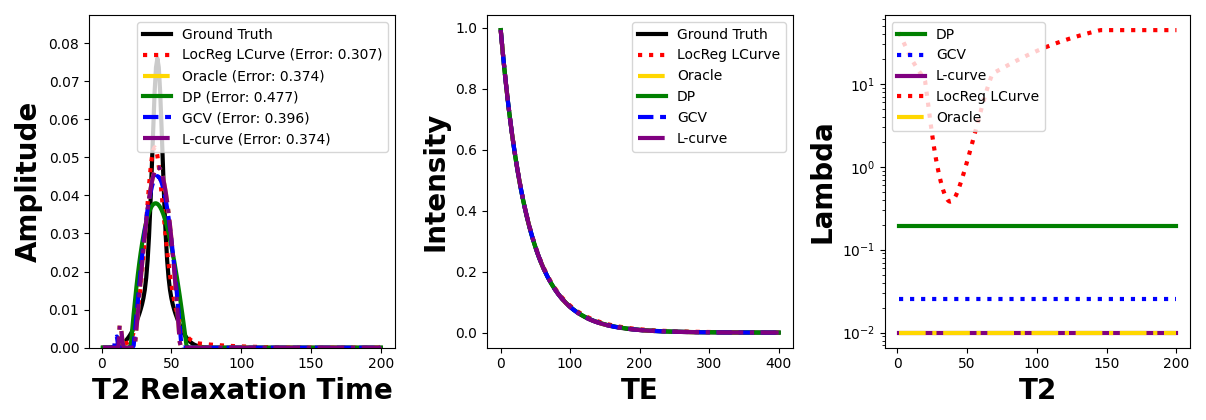 0.08
0.07
0.06
0.05
0.04
0.03
0.02
0.01
0.00
Amplitude
Ground Truth
LocReg LCurve (Error: 0.307)
Oracle (Error: 0.374)
DP (Error: 0.477)
GCV (Error: 0.396)
L-curve (Error: 0.374)
0 50 100 150 200
T2 Relaxation Time
1.0
0.8
0.6
0.4
0.2
0.0
Intensity
Ground Truth
LocReg LCurve
Oracle
DP
GCV
L-curve
0 100 200 300 400
TE
10¹
10⁰
10⁻¹
10⁻²
Lambda
DP
GCV
L-curve
LocReg LCurve
Oracle
0 50 100 150 200
T2